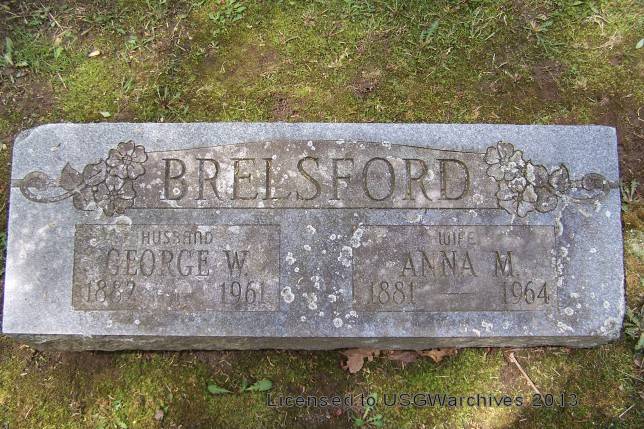 BRELSFORD
HUSBAND
GEORGE W.
1882 — 1961
WIFE
ANNA M.
1881 — 1964
Licensed to USGWarchives 2013